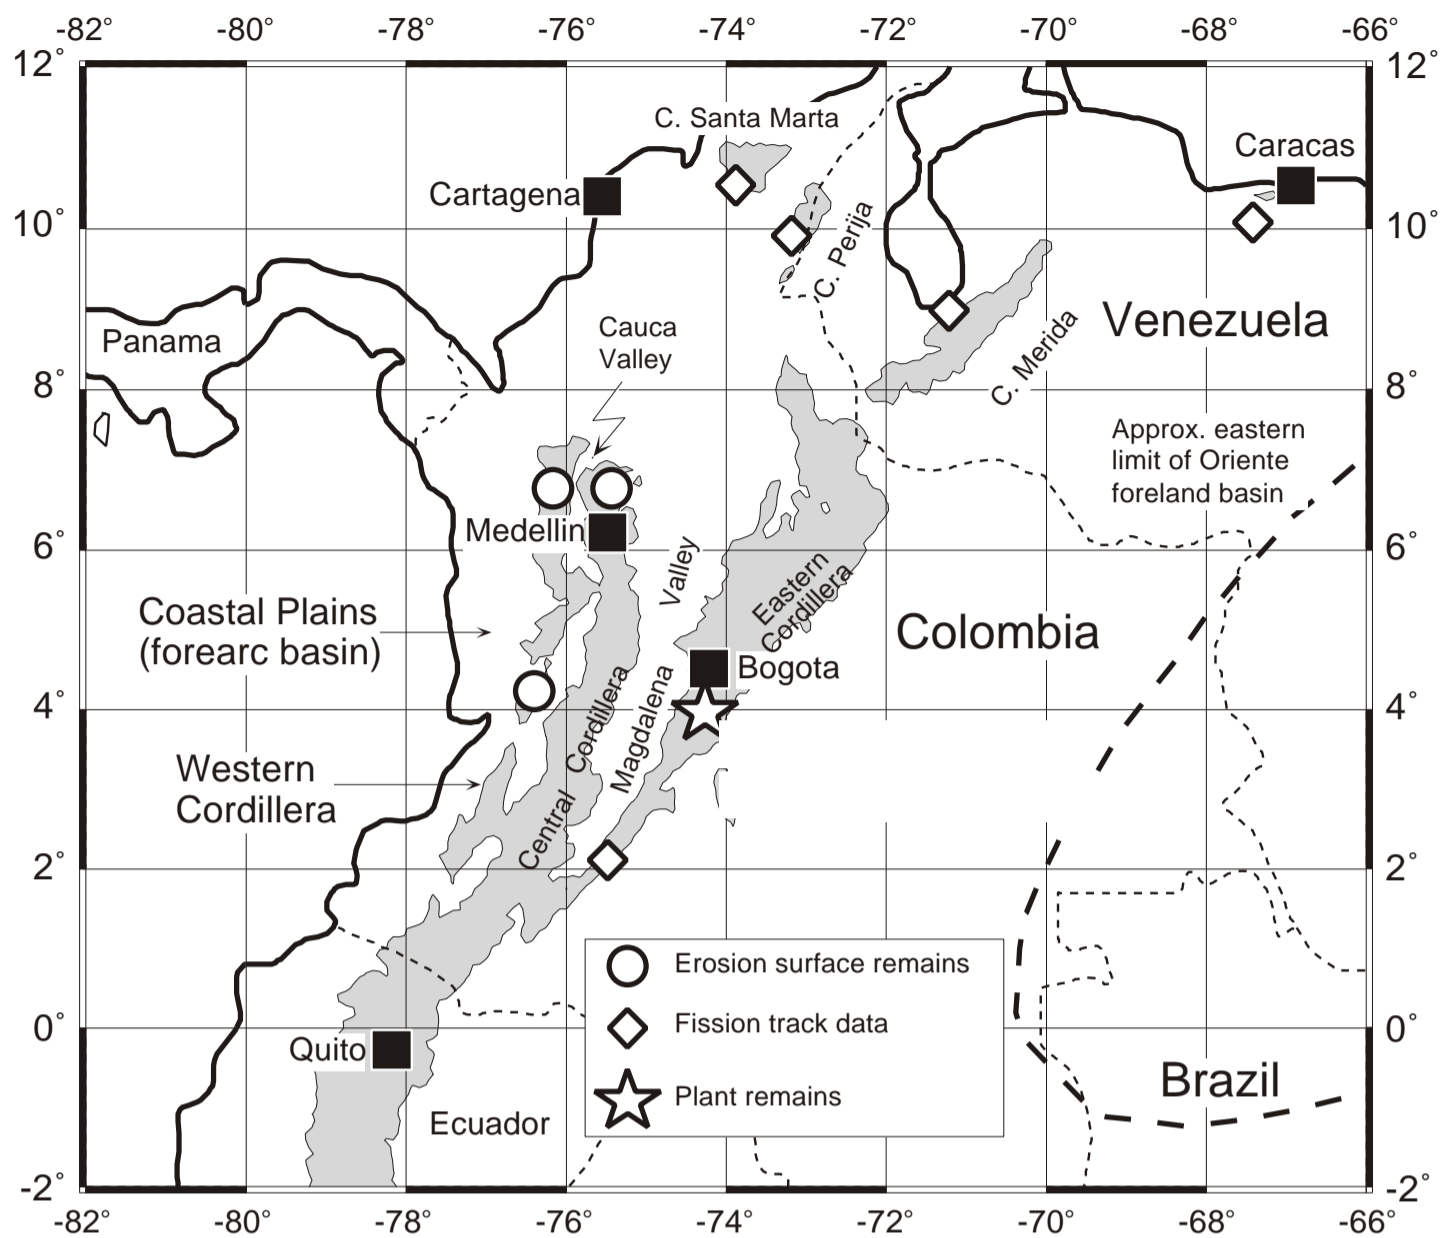 -82° -80° -78° -76° -74° -72° -70° -68° -66°
12° 12°
C. Santa Marta
Caracas
Cartagena
10° 10°
C. Perija
Venezuela
Cauca
Valley
Panama
C. Merida
8° 8°
Approx. eastern
limit of Oriente
foreland basin
Medellin
6° 6°
Valley
Eastern
Cordillera
Coastal Plains
(forearc basin)
Colombia
Bogota
4° 4°
Cordillera
Magdalena
Western
Cordillera
Central
2° 2°
Erosion surface remains
Fission track data
0° 0°
Quito
Plant remains
Brazil
Ecuador
-2° -2°
-82° -80° -78° -76° -74° -72° -70° -68° -66°